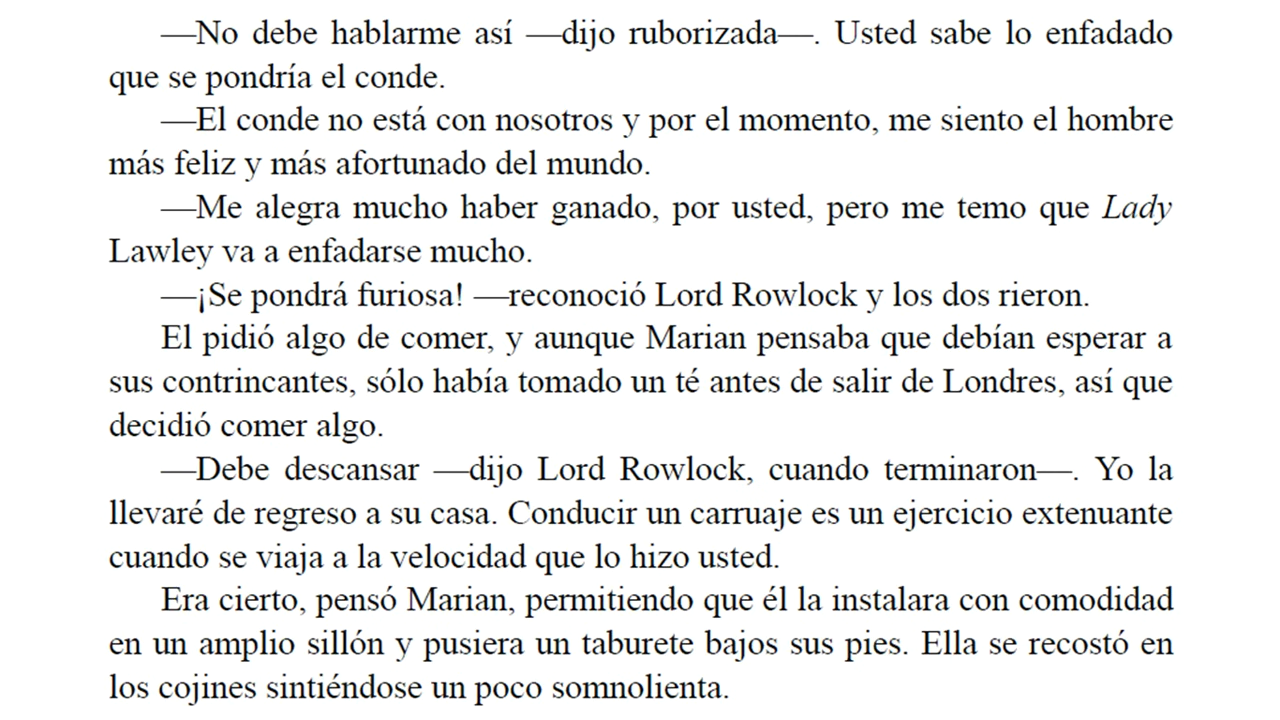 —No debe hablarme así —dijo ruborizada—. Usted sabe lo enfadado
que se pondría el conde.
—El conde no está con nosotros y por el momento, me siento el hombre
más feliz y más afortunado del mundo.
—Me alegra mucho haber ganado, por usted, pero me temo que Lady
Lawley va a enfadarse mucho.
—¡Se pondrá furiosa! —reconoció Lord Rowlock y los dos rieron.
El pidió algo de comer, y aunque Marian pensaba que debían esperar a
sus contrincantes, sólo había tomado un té antes de salir de Londres, así que
decidió comer algo.
—Debe descansar —dijo Lord Rowlock, cuando terminaron—. Yo la
llevaré de regreso a su casa. Conducir un carruaje es un ejercicio extenuante
cuando se viaja a la velocidad que lo hizo usted.
Era cierto, pensó Marian, permitiendo que él la instalara con comodidad
en un amplio sillón y pusiera un taburete bajos sus pies. Ella se recostó en
los cojines sintiéndose un poco somnolienta.